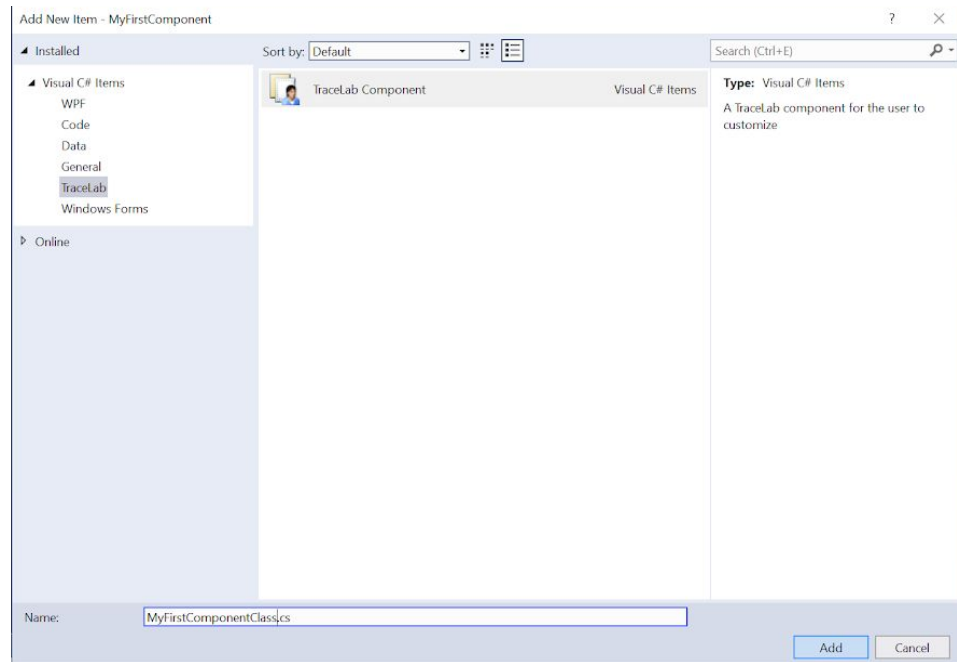 Add New Item - MyFirstComponent
?
Installed
Sort by: Default
Search (Ctrl+E)
Visual C# Items
WPF
Code
Data
General
TraceLab
Windows Forms
Online
TraceLab Component
Visual C# Items
Type: Visual C# Items
A TraceLab component for the user to
customize
Name: MyFirstComponentClass.cs
Add
Cancel